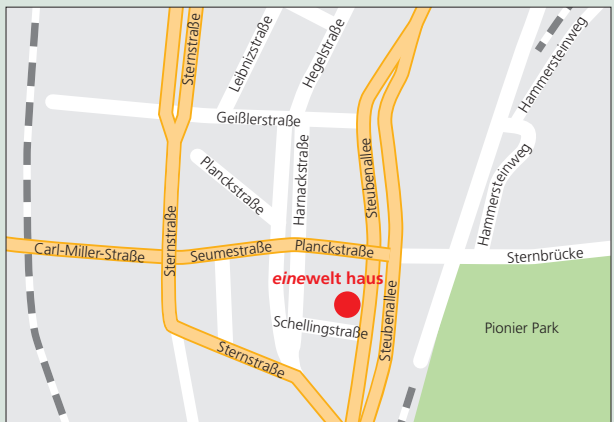 Sternstraße
Leibnizstraße
Hegelstraße
Hammersteinweg
Geißlerstraße
Planckstraße
Harnackstraße
Steubenallee
Hammersteinweg
Sternstraße
Carl-Miller-Straße
Seumestraße
Planckstraße
Sternbrücke
einewelt haus
Schellingstraße
Steubenallee
Pionier Park
Sternstraße